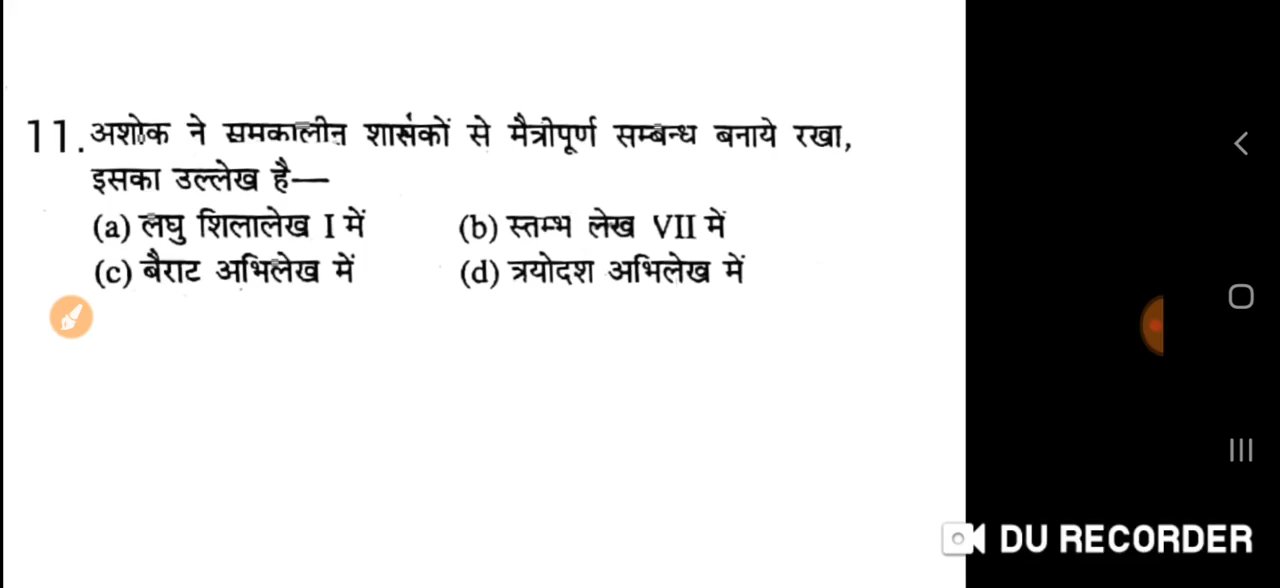 11. अशोक ने समकालीन शासकों से मैत्रीपूर्ण सम्बन्ध बनाये रखा,
इसका उल्लेख है—
(a) लघु शिलालेख I में (b) स्तम्भ लेख VII में
(c) बैराट अभिलेख में (d) त्रयोदश अभिलेख में
DU RECORDER